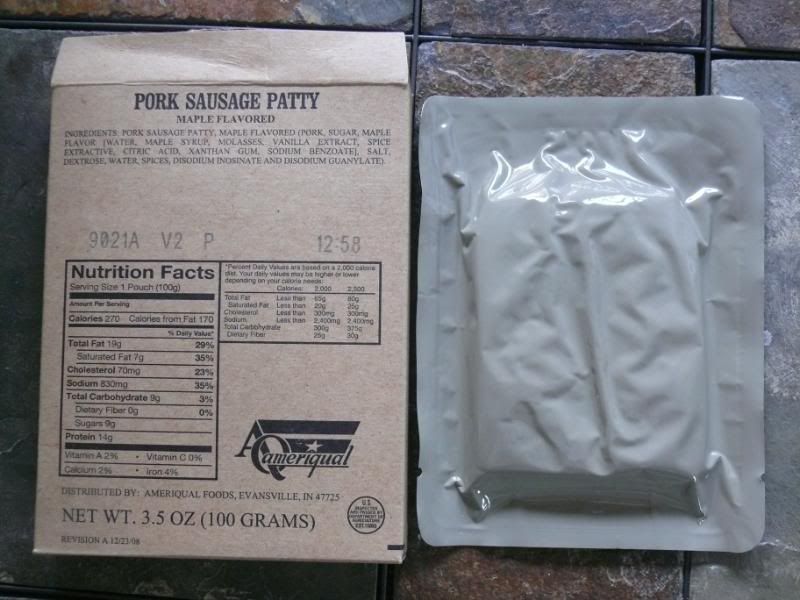 PORK SAUSAGE PATTY
MAPLE FLAVORED
INGREDIENTS: PORK SAUSAGE PATTY, MAPLE FLAVORED (PORK, SUGAR, MAPLE
FLAVOR [WATER, MAPLE SYRUP, MOLASSES, VANILLA EXTRACT, SPICE
EXTRACTIVE, CITRIC ACID, XANTHAN GUM, SODIUM BENZOATE], SALT,
DEXTROSE, WATER, SPICES, DISODIUM INOSINATE AND DISODIUM GUANYLATE).
9021A V2 P 12:58
Nutrition Facts
Serving Size 1 Pouch (100g)
Amount Per Serving
Calories 270 Calories from Fat 170
% Daily Value*
Total Fat 19g 29%
Saturated Fat 7g 35%
Cholesterol 70mg 23%
Sodium 830mg 35%
Total Carbohydrate 9g 3%
Dietary Fiber 0g 0%
Sugars 9g
Protein 14g
Vitamin A 2% • Vitamin C 0%
Calcium 2% • Iron 4%
*Percent Daily Values are based on a 2,000 calorie
diet. Your daily values may be higher or lower
depending on your calorie needs:
Calories: 2,000 2,500
Total Fat Less than 65g 80g
Saturated Fat Less than 20g 25g
Cholesterol Less than 300mg 300mg
Sodium Less than 2,400mg 2,400mg
Total Carbohydrate 300g 375g
Dietary Fiber 25g 30g
AQ
ameriqual
DISTRIBUTED BY: AMERIQUAL FOODS, EVANSVILLE, IN 47725
NET WT. 3.5 OZ (100 GRAMS)
U.S.
INSPECTED
AND PASSED BY
DEPARTMENT OF
AGRICULTURE
REVISION A 12/23/08